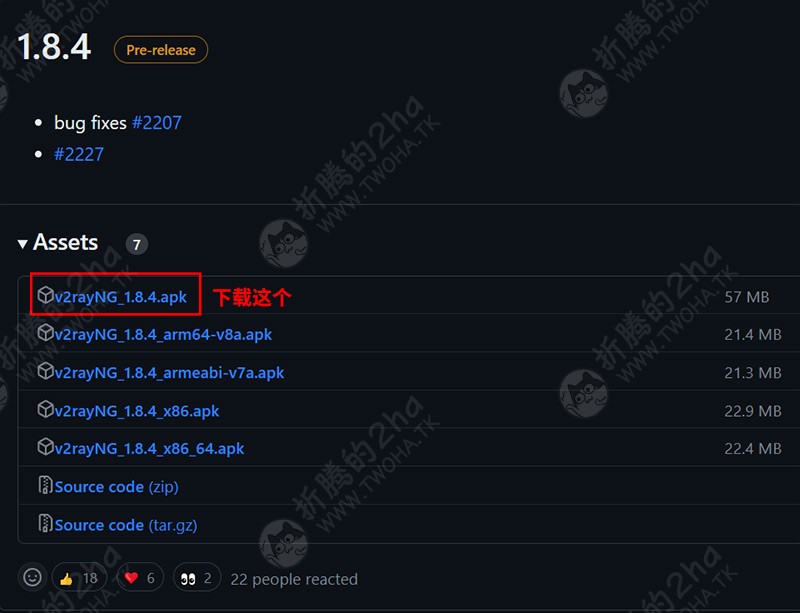 1.8.4 Pre-release
bug fixes #2207
#2227
Assets 7
v2rayNG_1.8.4.apk 下载这个 57 MB
v2rayNG_1.8.4_arm64-v8a.apk 21.4 MB
v2rayNG_1.8.4_armeabi-v7a.apk 21.3 MB
v2rayNG_1.8.4_x86.apk 22.9 MB
v2rayNG_1.8.4_x86_64.apk 22.4 MB
Source code (zip)
Source code (tar.gz)
18 6 2 22 people reacted
折腾的2ha
WWW.TWOHA.TK